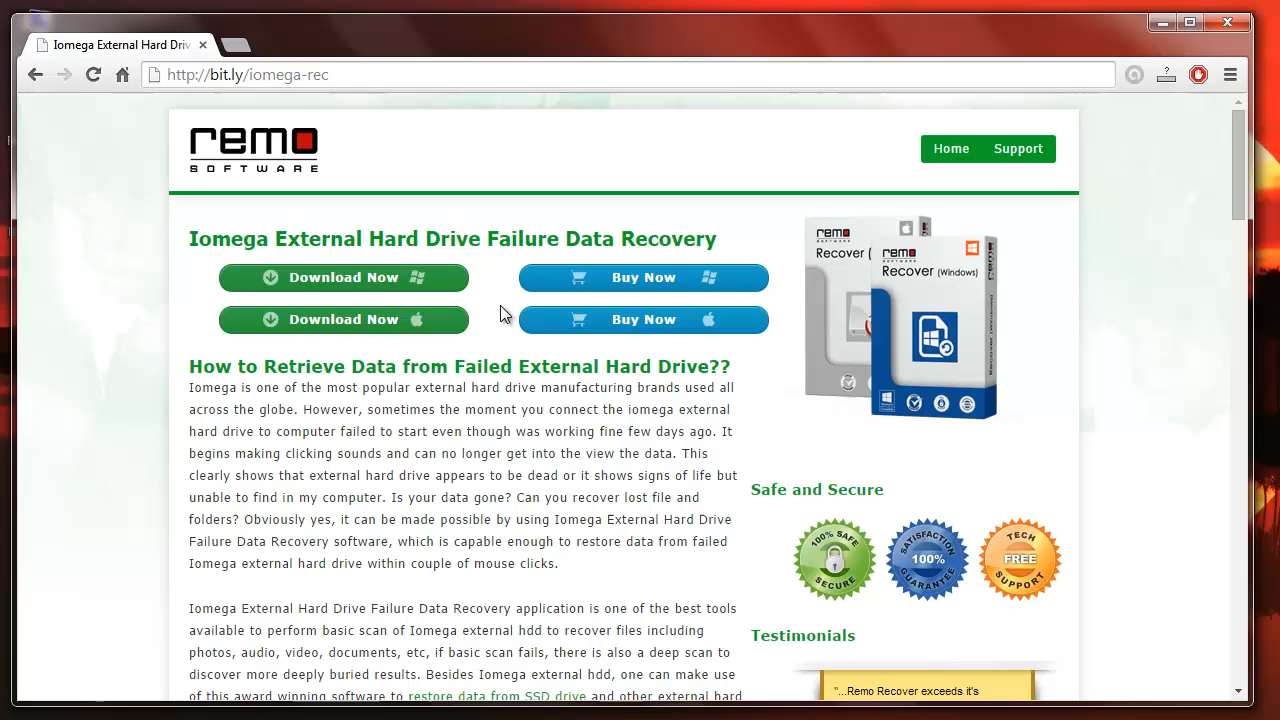 Iomega External Hard Driv
http://bit.ly/iomega-rec
?
remo
SOFTWARE
Home Support
Iomega External Hard Drive Failure Data Recovery
Download Now Buy Now
Download Now Buy Now
remo
SOFTWARE
Recover (
remo
SOFTWARE
Recover (Windows)
How to Retrieve Data from Failed External Hard Drive??
Iomega is one of the most popular external hard drive manufacturing brands used all
across the globe. However, sometimes the moment you connect the iomega external
hard drive to computer failed to start even though was working fine few days ago. It
begins making clicking sounds and can no longer get into the view the data. This
clearly shows that external hard drive appears to be dead or it shows signs of life but
unable to find in my computer. Is your data gone? Can you recover lost file and
folders? Obviously yes, it can be made possible by using Iomega External Hard Drive
Failure Data Recovery software, which is capable enough to restore data from failed
Iomega external hard drive within couple of mouse clicks.
Iomega External Hard Drive Failure Data Recovery application is one of the best tools
available to perform basic scan of Iomega external hdd to recover files including
photos, audio, video, documents, etc, if basic scan fails, there is also a deep scan to
discover more deeply buried results. Besides Iomega external hdd, one can make use
of this award winning software to restore data from SSD drive and other external hard
Safe and Secure
100% SAFE
SECURE
SATISFACTION
100%
GUARANTEE
TECH
FREE
SUPPORT
Testimonials
"...Remo Recover exceeds it's